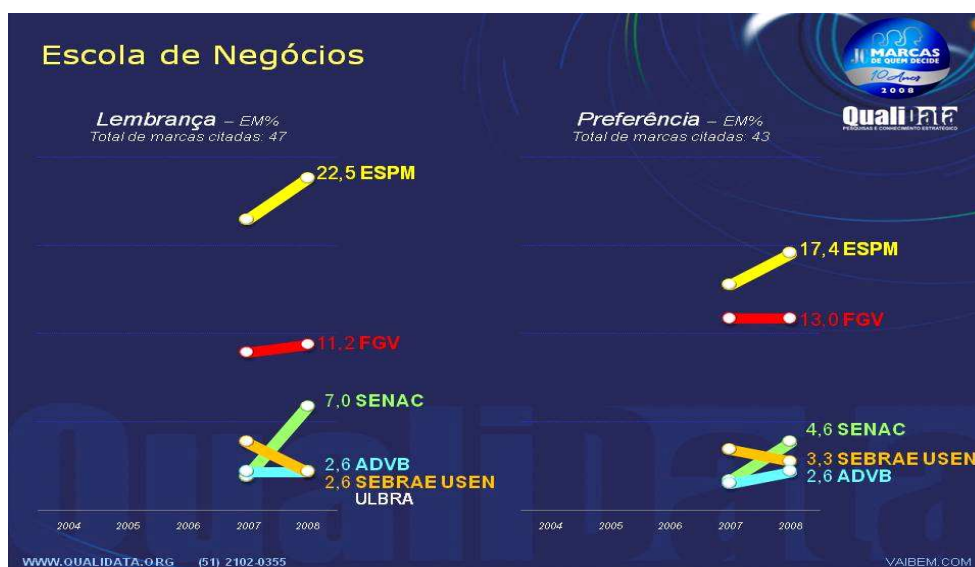 Escola de Negócios
JC MARCAS
DE QUEM DECIDE
10 Anos
2008
QualiData
PESQUISAS E CONHECIMENTO ESTRATÉGICO
Lembrança – EM%
Total de marcas citadas: 47
22,5 ESPM
11,2 FGV
7,0 SENAC
2,6 ADVB
2,6 SEBRAE USEN
ULBRA
2004 2005 2006 2007 2008
Preferência – EM%
Total de marcas citadas: 43
17,4 ESPM
13,0 FGV
4,6 SENAC
3,3 SEBRAE USEN
2,6 ADVB
2004 2005 2006 2007 2008
QualiData
WWW.QUALIDATA.ORG (51) 2102-0355
VAIBEM.COM